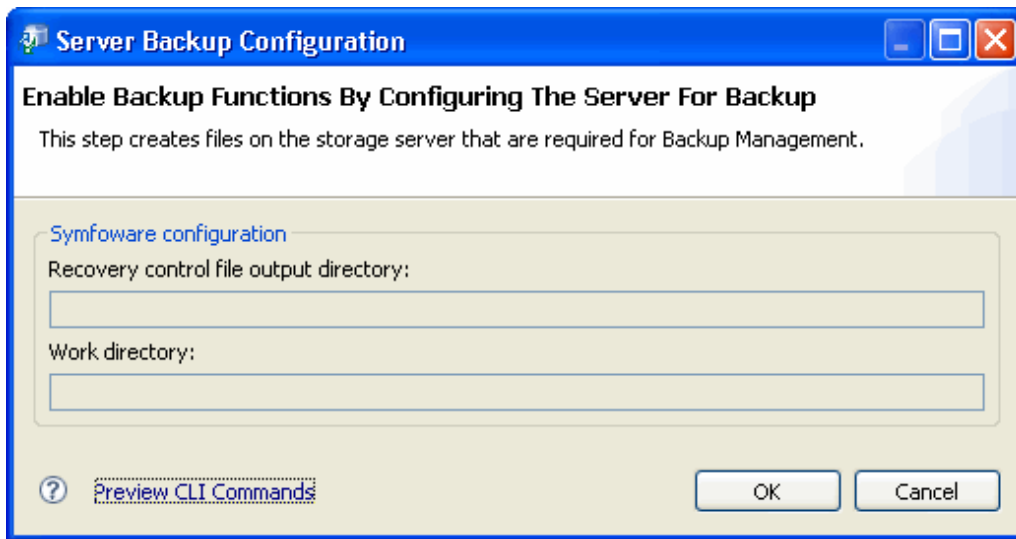 Server Backup Configuration
Enable Backup Functions By Configuring The Server For Backup
This step creates files on the storage server that are required for Backup Management.
Symfoware configuration
Recovery control file output directory:
Work directory:
? Preview CLI Commands OK Cancel